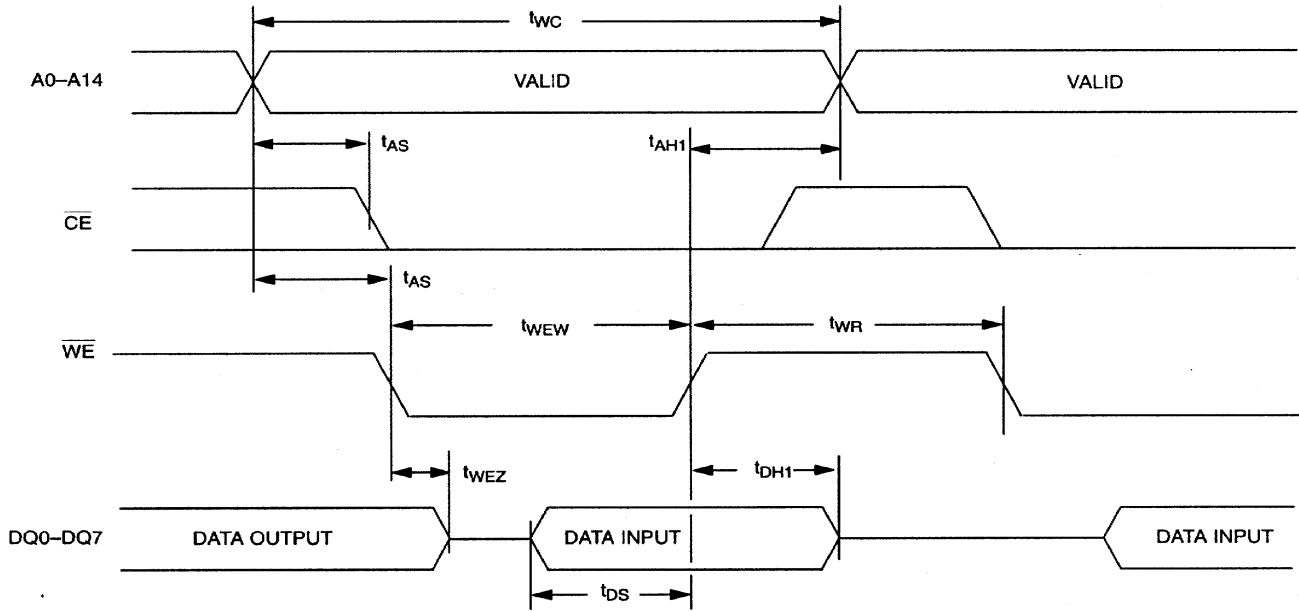 tWC
A0–A14 VALID VALID
tAS tAH1
CE
tAS
tWEW tWR
WE
tWEZ tDH1
DQ0–DQ7 DATA OUTPUT DATA INPUT DATA INPUT
tDS